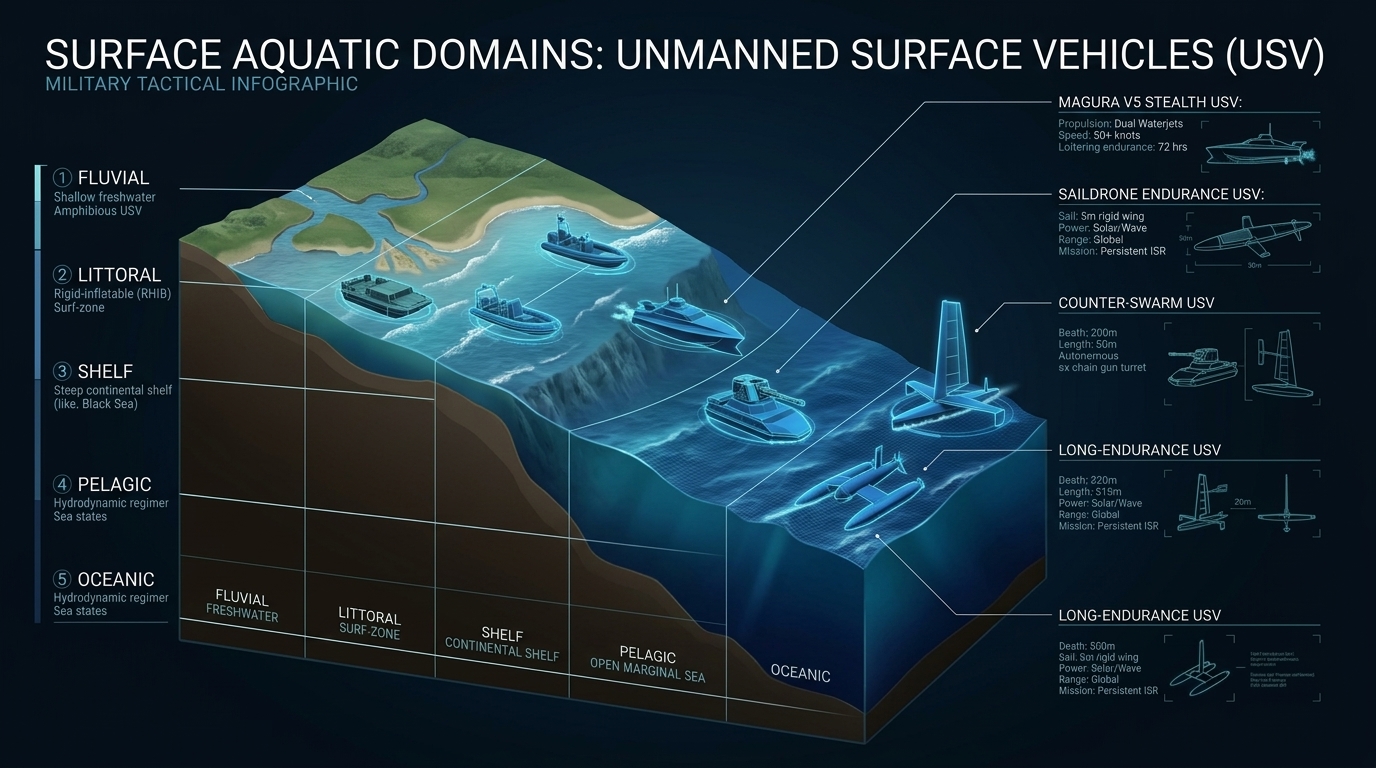 SURFACE AQUATIC DOMAINS: UNMANNED SURFACE VEHICLES (USV)
MILITARY TACTICAL INFOGRAPHIC
1 FLUVIAL
Shallow freshwater
Amphibious USV
2 LITTORAL
Rigid-inflatable (RHIB)
Surf-zone
3 SHELF
Steep continental shelf
(like. Black Sea)
4 PELAGIC
Hydrodynamic regimer
Sea states
5 OCEANIC
Hydrodynamic regimer
Sea states
FLUVIAL
FRESHWATER
LITTORAL
SURF-ZONE
SHELF
CONTINENTAL SHELF
PELAGIC
OPEN MARGINAL SEA
OCEANIC
MAGURA V5 STEALTH USV:
Propulsion: Dual Waterjets
Speed: 50+ knots
Loitering endurance: 72 hrs
SAILDRONE ENDURANCE USV:
Sail: 5m rigid wing
Power: Solar/Wave
Range: Globel
Mission: Persistent ISR
50m
30m
COUNTER-SWARM USV
Beath; 200m
Length; 50m
Autonemous
sx chain gun turret
LONG-ENDURANCE USV
Death; 220m
Length;
Power: Solar/Wave
Range: Global
Mission: Persistent ISR
20m
LONG-ENDURANCE USV
Death: 500m
Sail. wing
Power: Selar/Wave
Range: Global
Mission: Persistent ISR